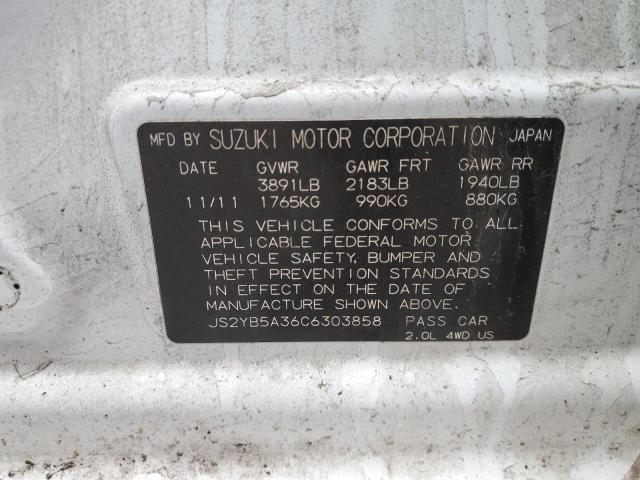 MFD BY SUZUKI MOTOR CORPORATION JAPAN
DATE GVWR GAWR FRT GAWR RR
3891LB 2183LB 1940LB
11/11 1765KG 990KG 880KG
THIS VEHICLE CONFORMS TO ALL
APPLICABLE FEDERAL MOTOR
VEHICLE SAFETY, BUMPER AND
THEFT PREVENTION STANDARDS
IN EFFECT ON THE DATE OF
MANUFACTURE SHOWN ABOVE.
JS2YB5A36C6303858 PASS CAR
2.0L 4WD US